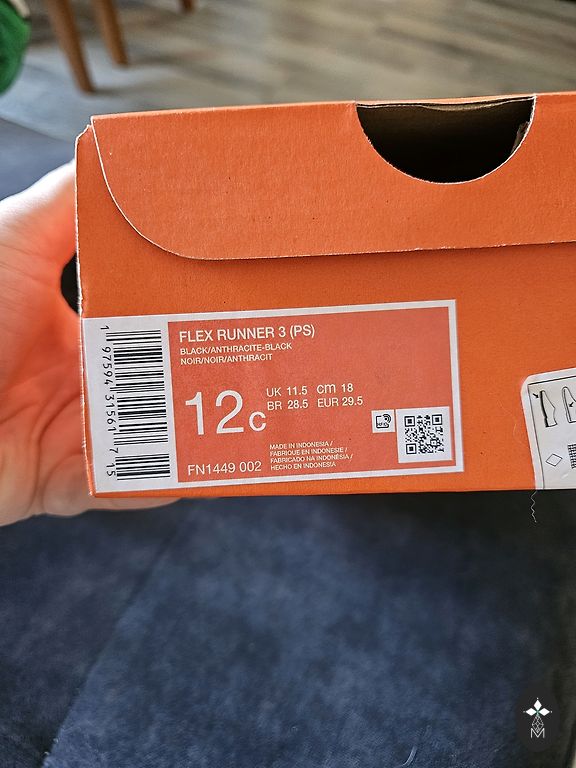 FLEX RUNNER 3 (PS)
BLACK/ANTHRACITE-BLACK
NOIR/NOIR/ANTHRACIT
12c
UK 11.5 cm 18
BR 28.5 EUR 29.5
MADE IN INDONESIA /
FABRIQUE EN INDONESIE /
FABRICADO NA INDONÉSIA /
HECHO EN INDONESIA
FN1449 002
1 97594 31561 7 15
M